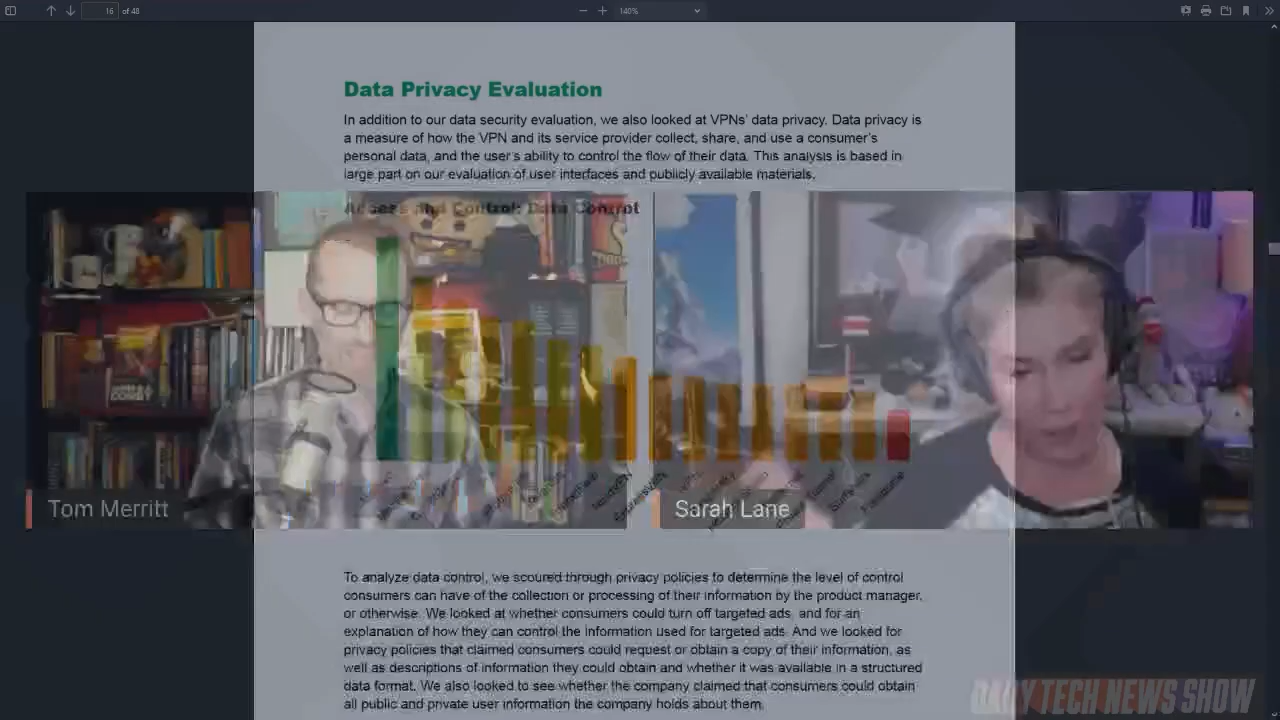 16 of 48
140%
Data Privacy Evaluation
In addition to our data security evaluation, we also looked at VPNs' data privacy. Data privacy is
a measure of how the VPN and its service provider collect, share, and use a consumer's
personal data, and the user's ability to control the flow of their data. This analysis is based in
large part on our evaluation of user interfaces and publicly available materials.
Access and Control: Data Control
Tom Merritt
Sarah Lane
To analyze data control, we scoured through privacy policies to determine the level of control
consumers can have of the collection or processing of their information by the product manager,
or otherwise. We looked at whether consumers could turn off targeted ads, and for an
explanation of how they can control the information used for targeted ads. And we looked for
privacy policies that claimed consumers could request or obtain a copy of their information, as
well as descriptions of information they could obtain and whether it was available in a structured
data format. We also looked to see whether the company claimed that consumers could obtain
all public and private user information the company holds about them.
DAILY TECH NEWS SHOW